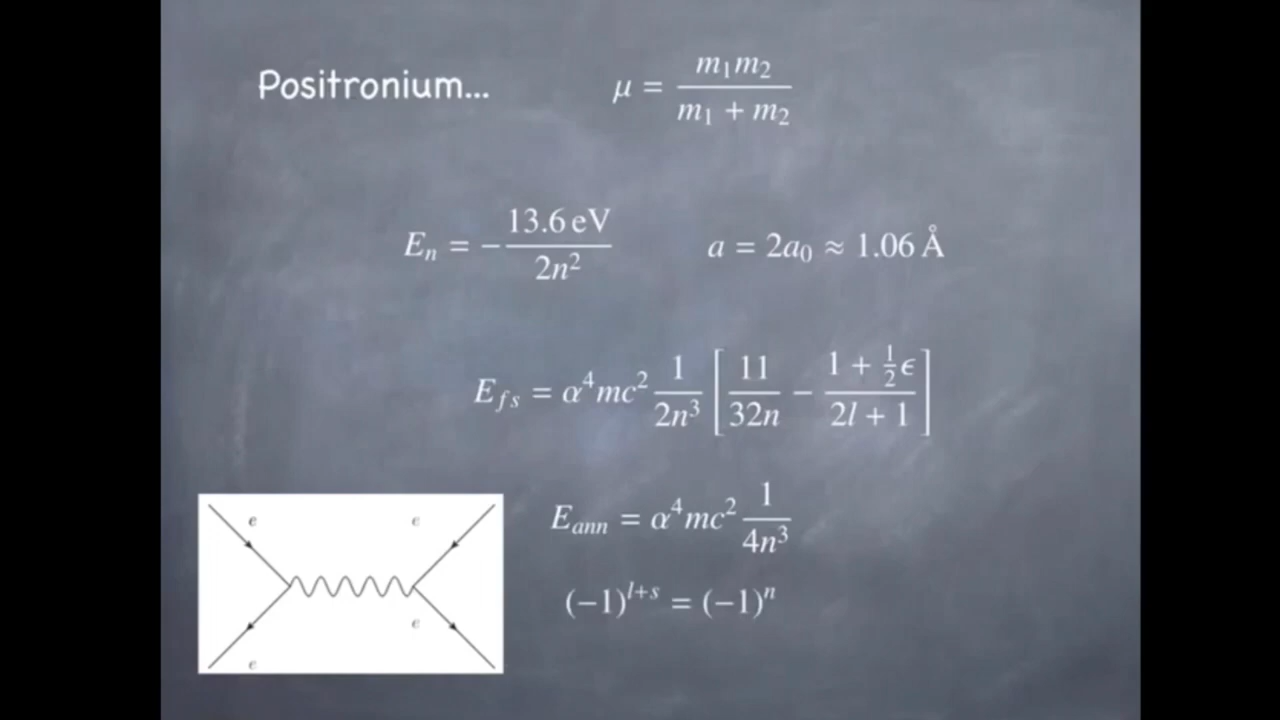 Positronium...
μ = m₁m₂ / (m₁ + m₂)
Eₙ = − 13.6 eV / 2n²
a = 2a₀ ≈ 1.06 Å
E_fs = α⁴mc² 1/2n³ [ 11/32n − (1 + ½ϵ)/(2l + 1) ]
E_ann = α⁴mc² 1/4n³
(−1)^{l+s} = (−1)^n
e
e
e
e